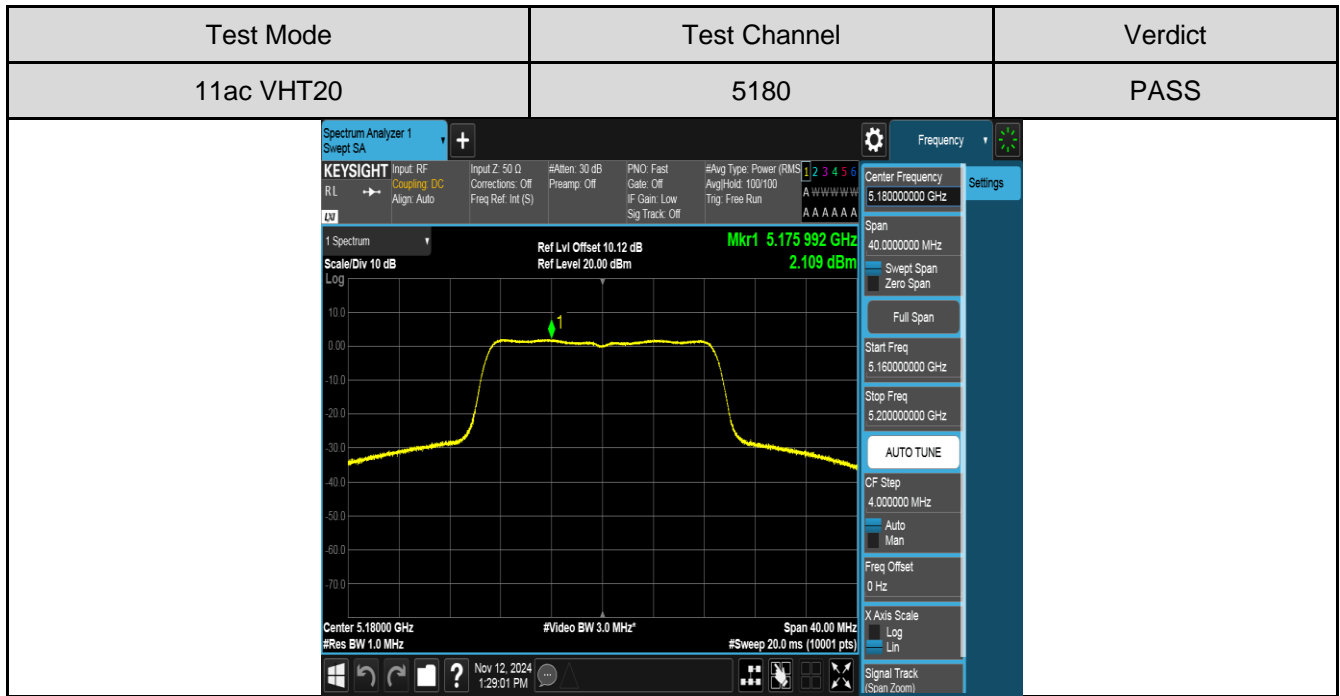 Test Mode Test Channel Verdict
11ac VHT20 5180 PASS
Spectrum Analyzer 1
Swept SA
+
Frequency
KEYSIGHT
RL
LXI
Input: RF
Coupling: DC
Align: Auto
Input Z: 50 Ω
Corrections: Off
Freq Ref: Int (S)
#Atten: 30 dB
Preamp: Off
PNO: Fast
Gate: Off
IF Gain: Low
Sig Track: Off
#Avg Type: Power (RMS
Avg|Hold: 100/100
Trig: Free Run
1 2 3 4 5 6
A W W W W W
A A A A A A
1 Spectrum
Scale/Div 10 dB
Log
Ref Lvl Offset 10.12 dB
Ref Level 20.00 dBm
Mkr1 5.175 992 GHz
2.109 dBm
1
10.0
0.00
-10.0
-20.0
-30.0
-40.0
-50.0
-60.0
-70.0
Center 5.18000 GHz
#Res BW 1.0 MHz
#Video BW 3.0 MHz*
Span 40.00 MHz
#Sweep 20.0 ms (10001 pts)
?
Nov 12, 2024
1:29:01 PM
Center Frequency
5.180000000 GHz
Settings
Span
40.0000000 MHz
Swept Span
Zero Span
Full Span
Start Freq
5.160000000 GHz
Stop Freq
5.200000000 GHz
AUTO TUNE
CF Step
4.000000 MHz
Auto
Man
Freq Offset
0 Hz
X Axis Scale
Log
Lin
Signal Track
(Span Zoom)